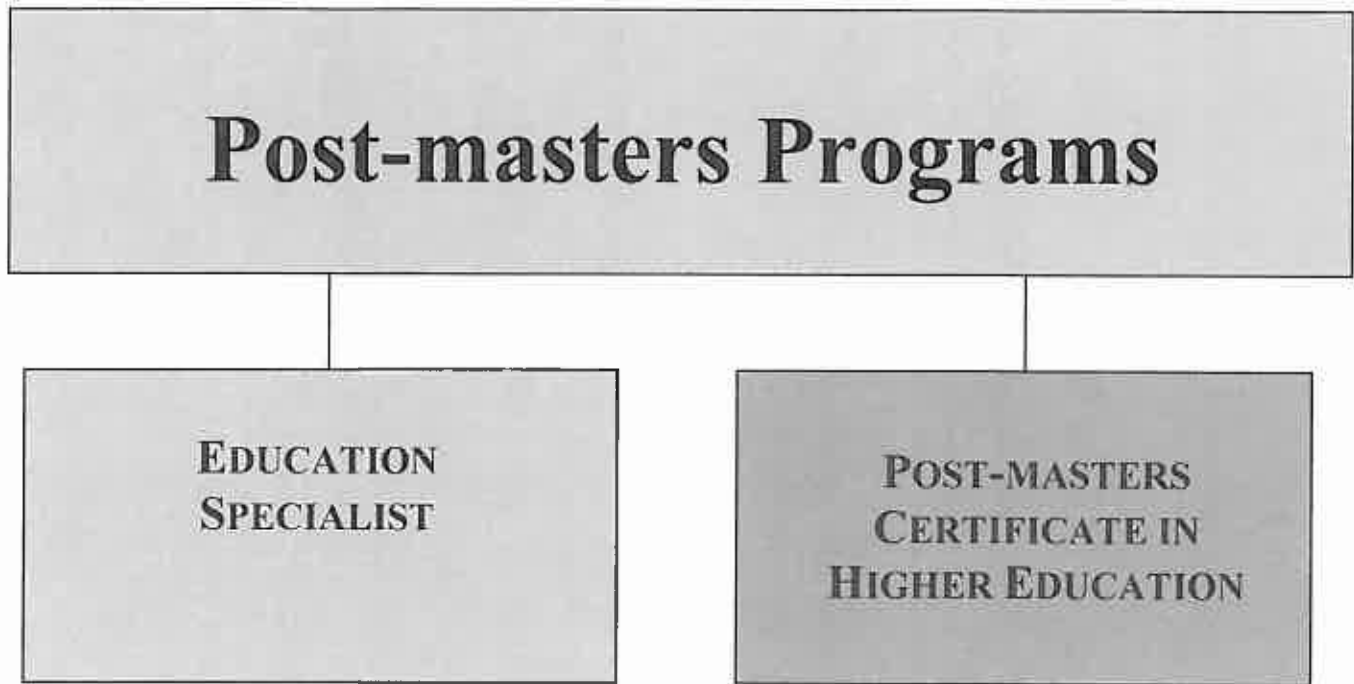 Post-masters Programs
EDUCATION
SPECIALIST
POST-MASTERS
CERTIFICATE IN
HIGHER EDUCATION